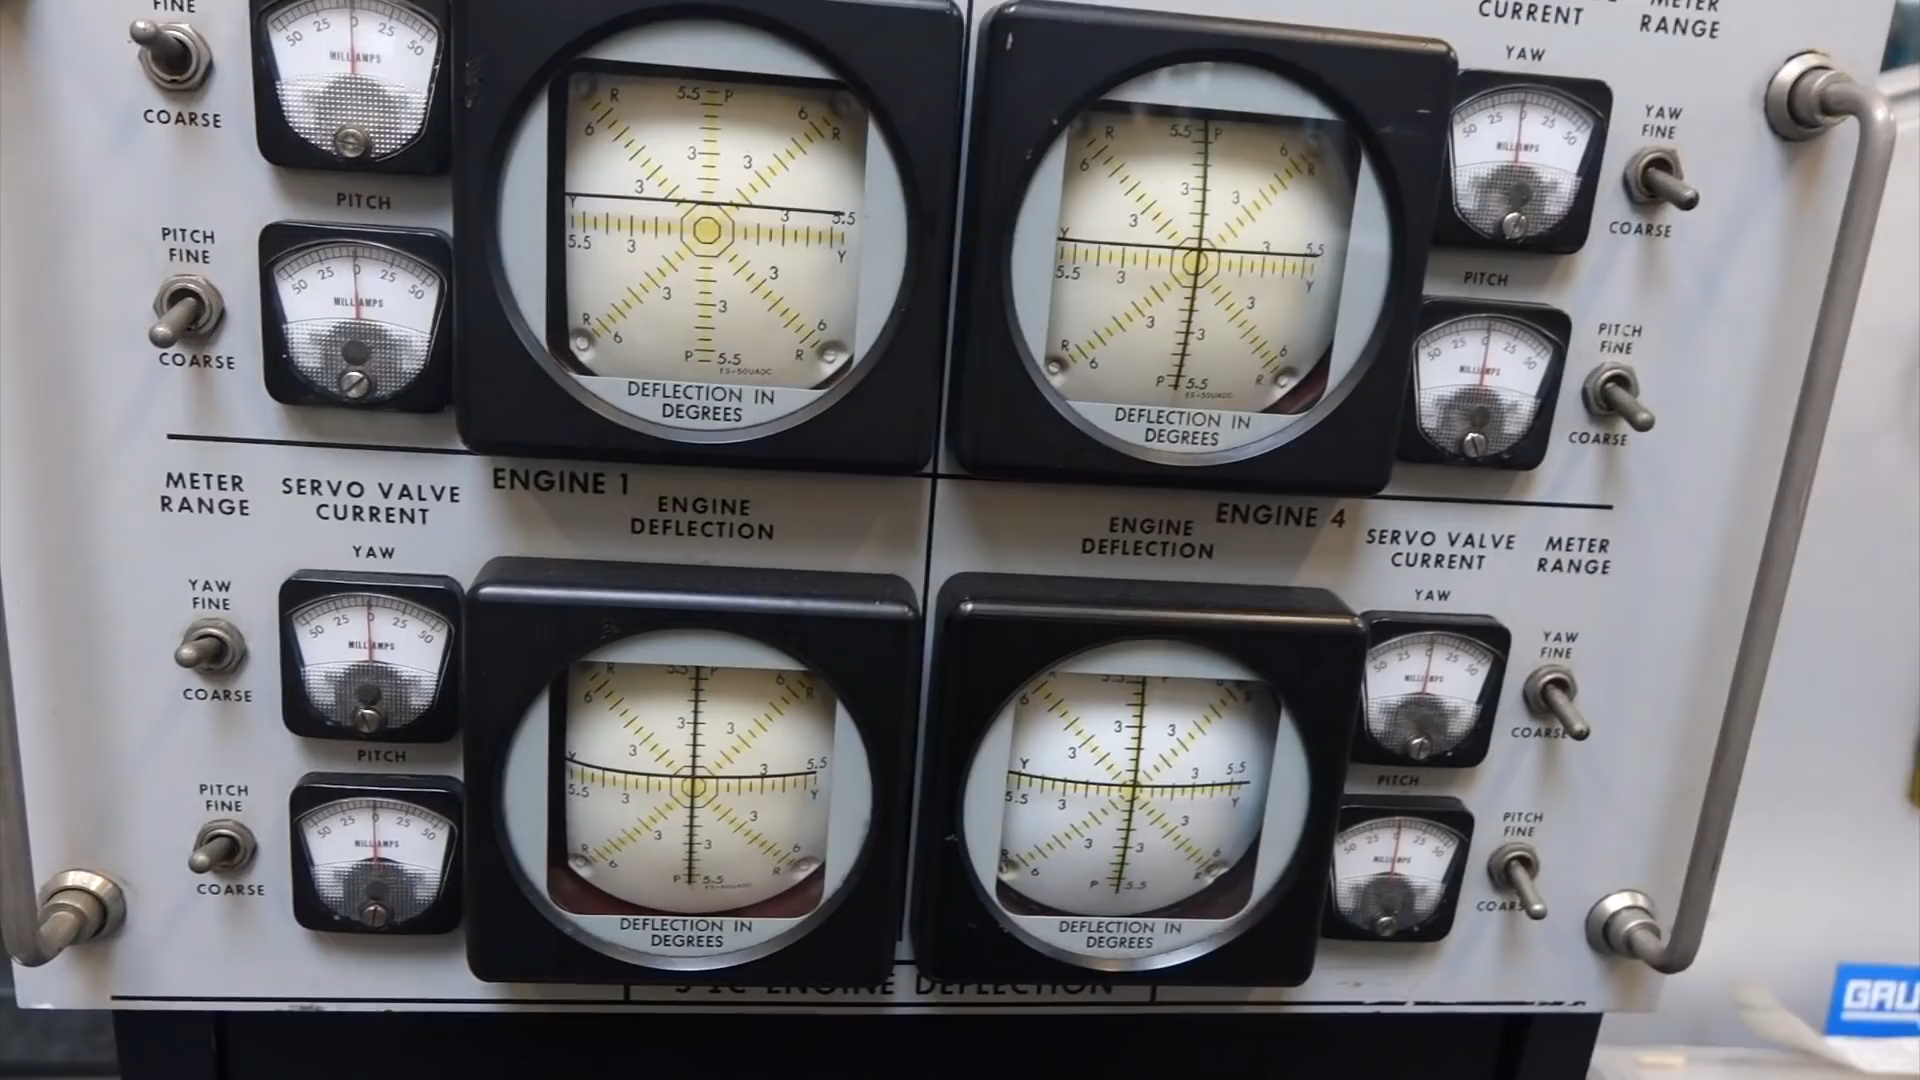 FINE
COARSE
50 25 0 25 50
MILLIAMPS
PITCH
PITCH
FINE
COARSE
50 25 0 25 50
MILLIAMPS
R 5.5 P 6
6 R
3 3
3
Y 3 5.5
5.5 3 Y
3
3 3
R 6
6 P 5.5 R
ES=50UADC
DEFLECTION IN
DEGREES
R 5.5 P 6
6 R
3 3
3
Y 3 5.5
5.5 3 Y
3
3 3
R 6 R
P 5.5
ES=50UADC
DEFLECTION IN
DEGREES
CURRENT
METER
RANGE
YAW
50 25 0 25 50
MILLIAMPS
YAW
FINE
COARSE
PITCH
50 25 0 25 50
MILLIAMPS
PITCH
FINE
COARSE
METER
RANGE
SERVO VALVE
CURRENT
ENGINE 1
ENGINE
DEFLECTION
YAW
YAW
FINE
COARSE
50 25 0 25 50
MILLIAMPS
PITCH
PITCH
FINE
COARSE
50 25 0 25 50
MILLIAMPS
R 5.5 P 6
6 R
3 3
3
Y 3 5.5
5.5 3 Y
3 3
3
R 6 6 R
P 5.5
DEFLECTION IN
DEGREES
ENGINE
DEFLECTION
ENGINE 4
SERVO VALVE
CURRENT
METER
RANGE
YAW
YAW
FINE
COARSE
50 25 0 25 50
MILLIAMPS
PITCH
PITCH
FINE
COARSE
50 25 0 25 50
MILLIAMPS
R 5.5 P 6
6 R
3 3
3
Y 3 5.5
5.5 3 Y
3 3
3
R 6 R
P 5.5
DEFLECTION IN
DEGREES
ENGINE DEFLECTION